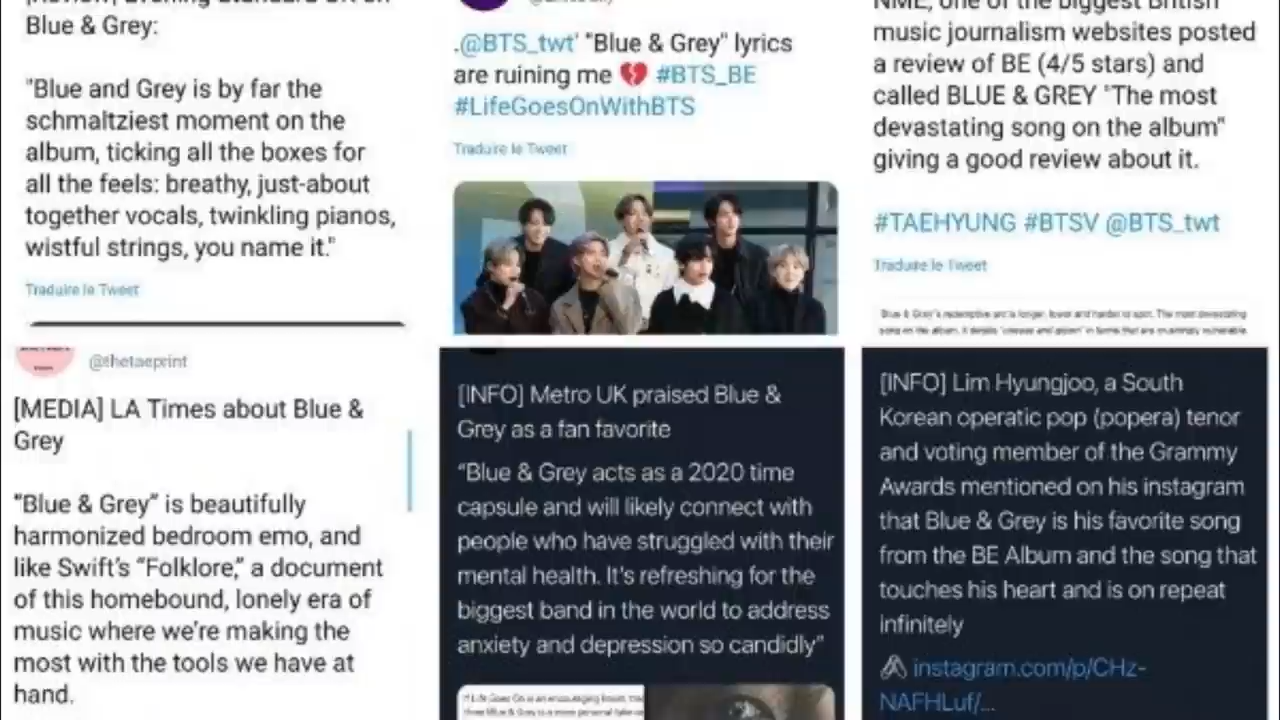 Blue & Grey:
"Blue and Grey is by far the
schmaltziest moment on the
album, ticking all the boxes for
all the feels: breathy, just-about
together vocals, twinkling pianos,
wistful strings, you name it."
Traduire le Tweet
.@BTS_twt' "Blue & Grey" lyrics
are ruining me 💔 #BTS_BE
#LifeGoesOnWithBTS
Traduire le Tweet
NME, one of the biggest British
music journalism websites posted
a review of BE (4/5 stars) and
called BLUE & GREY "The most
devastating song on the album"
giving a good review about it.
#TAEHYUNG #BTSV @BTS_twt
Traduire le Tweet
@thetaeprint
[MEDIA] LA Times about Blue &
Grey
“Blue & Grey” is beautifully
harmonized bedroom emo, and
like Swift’s “Folklore,” a document
of this homebound, lonely era of
music where we’re making the
most with the tools we have at
hand.
[INFO] Metro UK praised Blue &
Grey as a fan favorite
“Blue & Grey acts as a 2020 time
capsule and will likely connect with
people who have struggled with their
mental health. It's refreshing for the
biggest band in the world to address
anxiety and depression so candidly”
[INFO] Lim Hyungjoo, a South
Korean operatic pop (popera) tenor
and voting member of the Grammy
Awards mentioned on his instagram
that Blue & Grey is his favorite song
from the BE Album and the song that
touches his heart and is on repeat
infinitely
instagram.com/p/CHz-
NAFHLuf/...